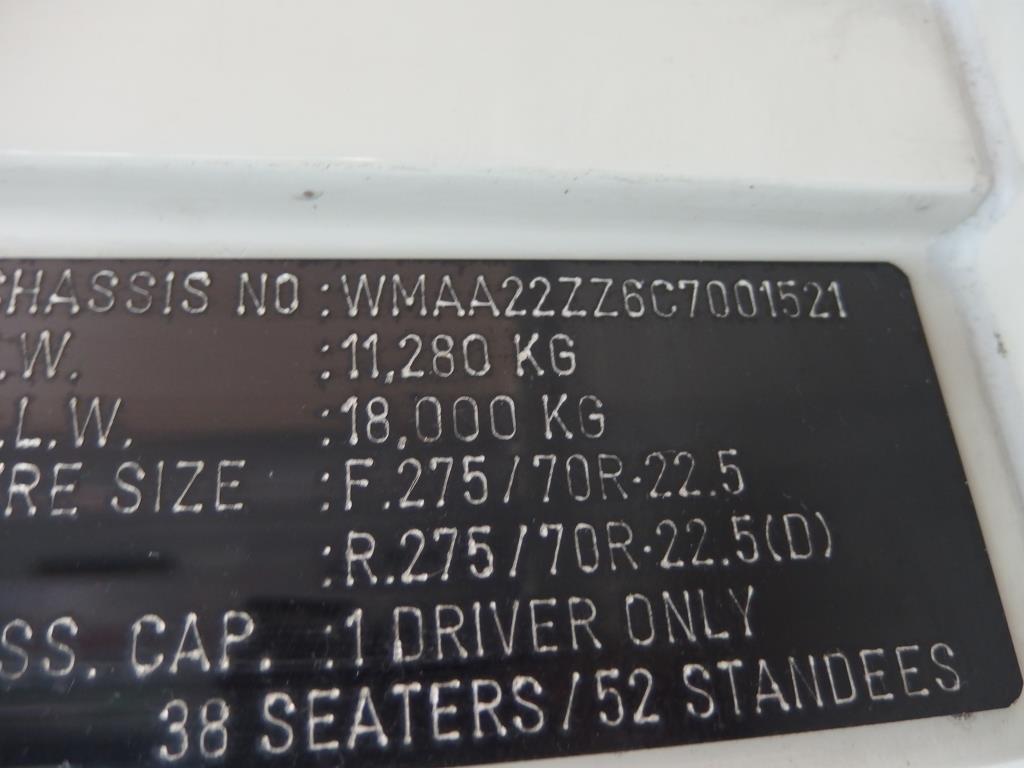 CHASSIS NO :WMAA22ZZ6C7001521
.W. :11,280 KG
.L.W. :18,000 KG
RE SIZE :F.275/70R·22.5
:R.275/70R·22.5(D)
SS. CAP. :1 DRIVER ONLY
38 SEATERS/52 STANDEES